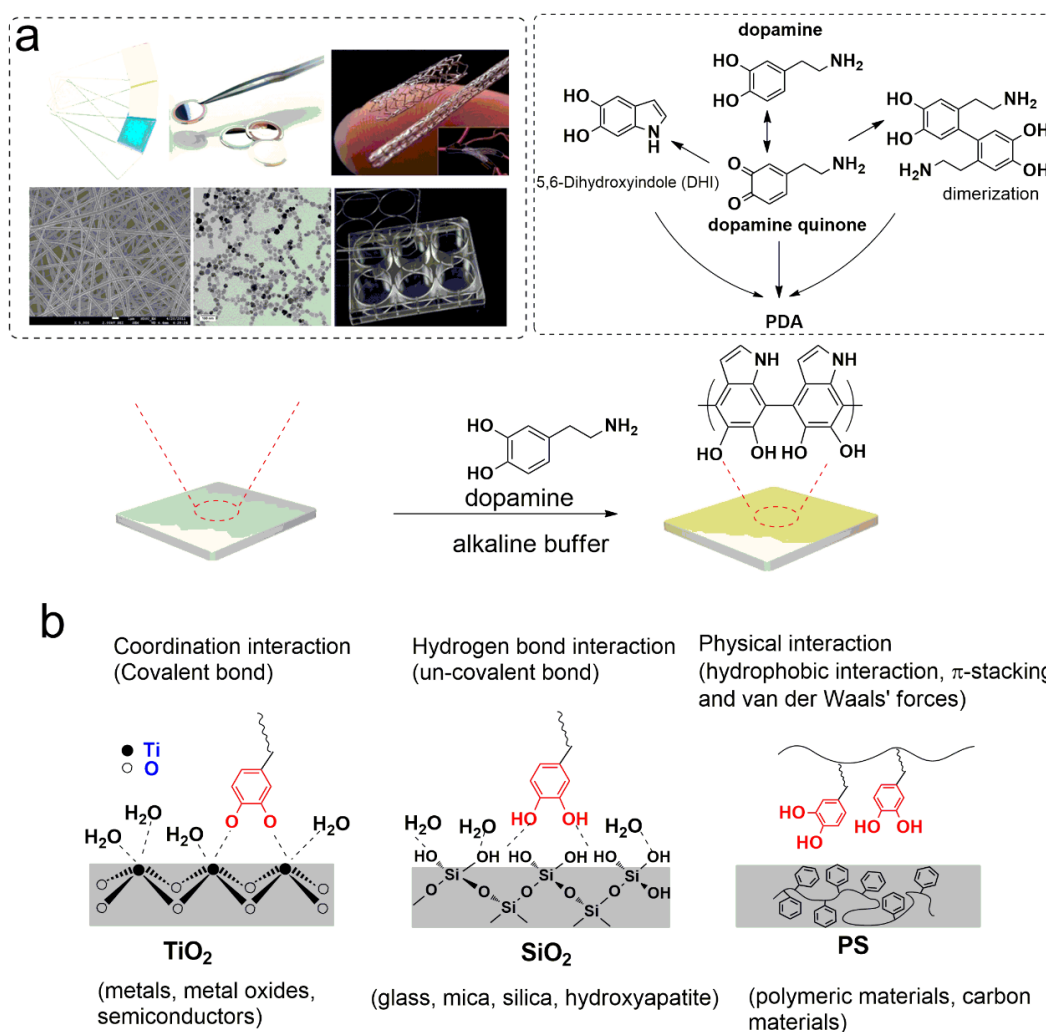 a
dopamine
HO
HO
NH2
HO
HO
N
H
5,6-Dihydroxyindole (DHI)
O
O
NH2
dopamine quinone
HO
HO
NH2
OH
OH
H2N
dimerization
PDA
NH
NH
HO
OH
HO
OH
HO
HO
NH2
dopamine
alkaline buffer
b
Coordination interaction
(Covalent bond)
Hydrogen bond interaction
(un-covalent bond)
Physical interaction
(hydrophobic interaction, π-stacking
and van der Waals' forces)
Ti
O
H2O
H2O
H2O
H2O
O
O
TiO2
(metals, metal oxides,
semiconductors)
H2O
H2O
HO
OH
H2O
HO
OH
HO
OH
HO
OH
Si
Si
Si
OH
O
O
O
O
Si
Si
SiO2
(glass, mica, silica, hydroxyapatite)
HO
HO
HO
OH
PS
(polymeric materials, carbon
materials)